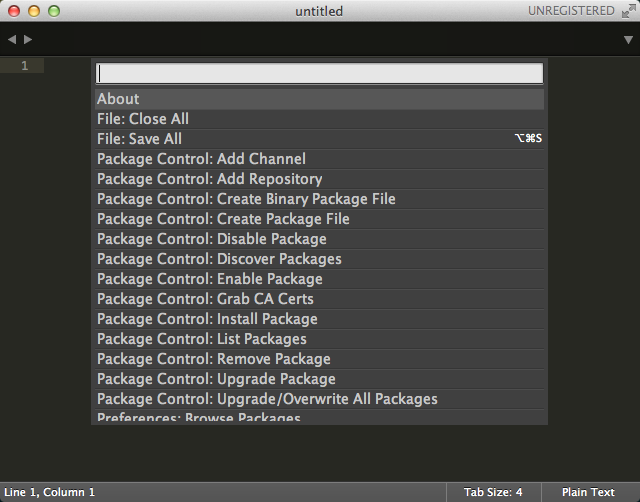 untitled
UNREGISTERED
1
About
File: Close All
File: Save All ⌥⌘S
Package Control: Add Channel
Package Control: Add Repository
Package Control: Create Binary Package File
Package Control: Create Package File
Package Control: Disable Package
Package Control: Discover Packages
Package Control: Enable Package
Package Control: Grab CA Certs
Package Control: Install Package
Package Control: List Packages
Package Control: Remove Package
Package Control: Upgrade Package
Package Control: Upgrade/Overwrite All Packages
Preferences: Browse Packages
Line 1, Column 1
Tab Size: 4
Plain Text